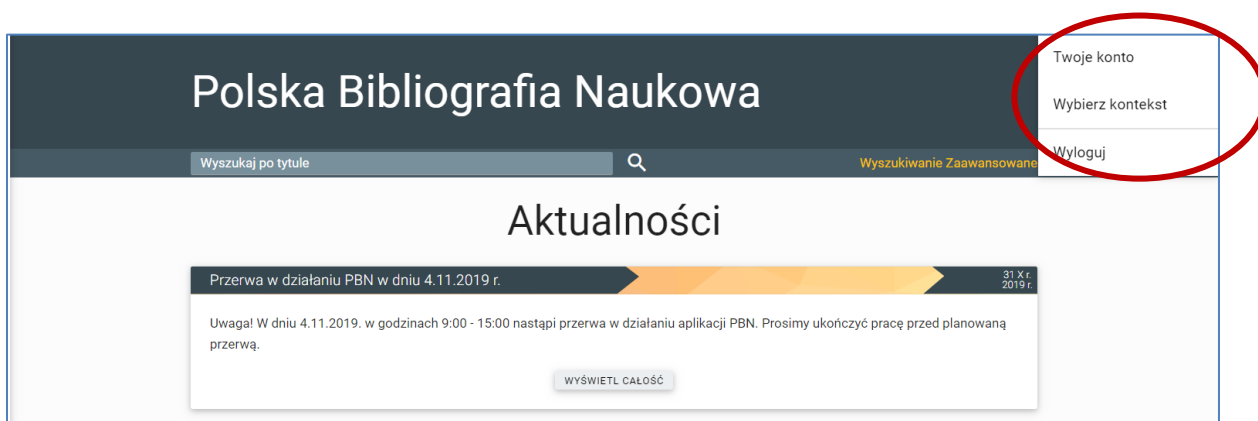 Twoje konto
Polska Bibliografia Naukowa
Wybierz kontekst
Wyszukaj po tytule
Wyszukiwanie Zaawansowane
Wyloguj
Aktualności
Przerwa w działaniu PBN w dniu 4.11.2019 r.
31 X r.
2019 r.
Uwaga! W dniu 4.11.2019. w godzinach 9:00 - 15:00 nastąpi przerwa w działaniu aplikacji PBN. Prosimy ukończyć pracę przed planowaną
przerwą.
WYŚWIETL CAŁOŚĆ